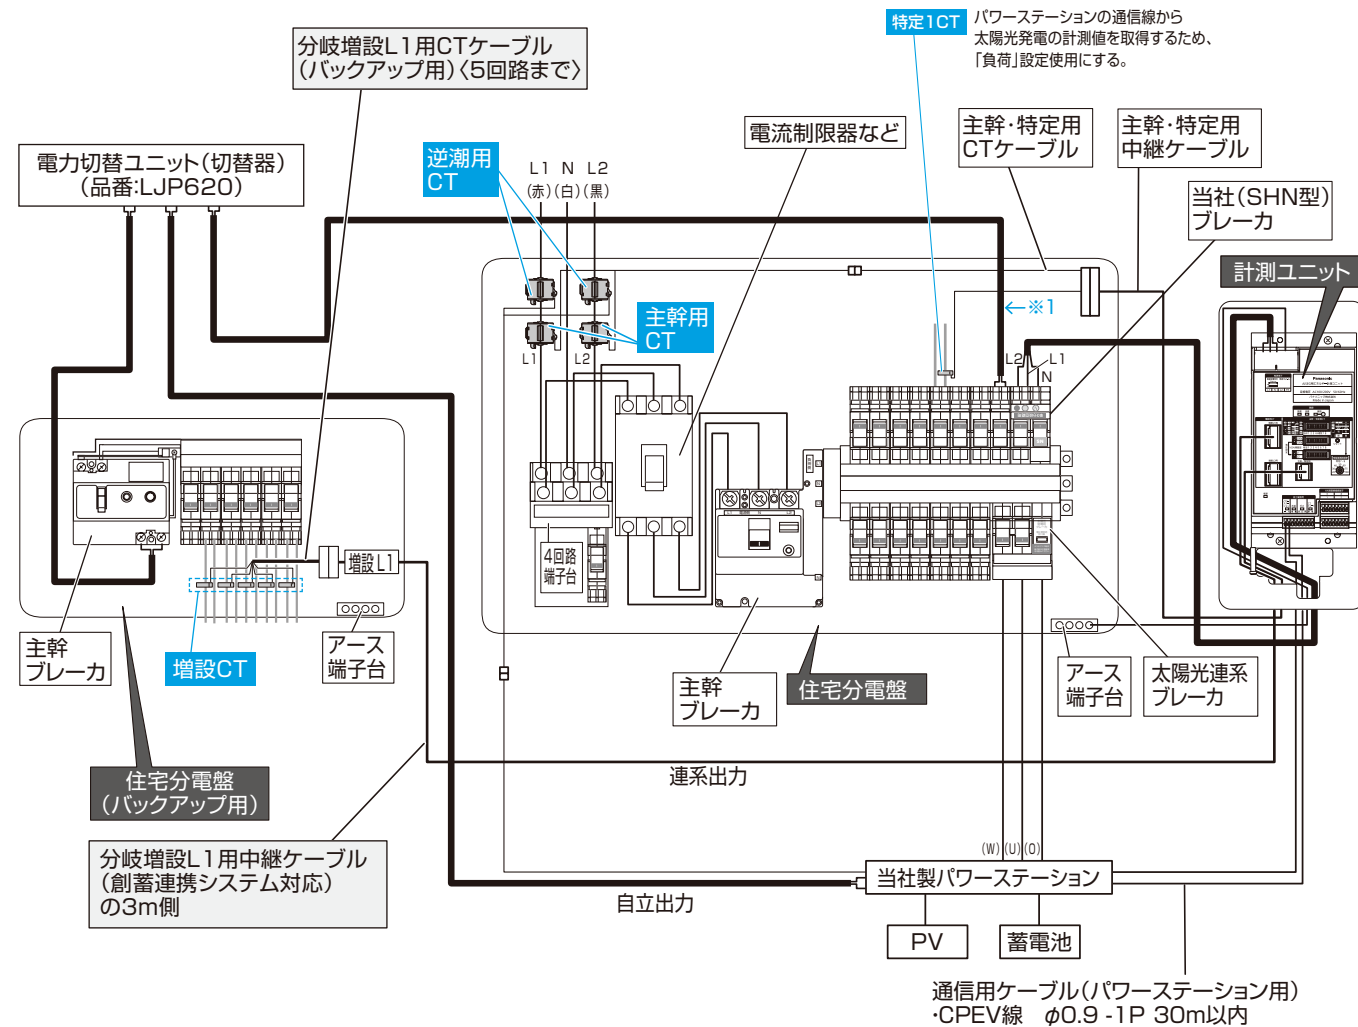 特定1CT
パワーステーションの通信線から
太陽光発電の計測値を取得するため、
「負荷」設定使用にする。
分岐増設L1用CTケーブル
(バックアップ用)〈5回路まで〉
電力切替ユニット(切替器)
(品番:LJP620)
逆潮用
CT
L1 N L2
(赤)(白)(黒)
電流制限器など
主幹・特定用
CTケーブル
主幹・特定用
中継ケーブル
当社(SHN型)
ブレーカ
計測ユニット
主幹用
CT
←※1
L1
L2
L2
L1
N
Panasonic
4回路
端子台
増設L1
主幹
ブレーカ
増設CT
アース
端子台
主幹
ブレーカ
住宅分電盤
アース
端子台
太陽光連系
ブレーカ
住宅分電盤
(バックアップ用)
連系出力
分岐増設L1用中継ケーブル
(創蓄連携システム対応)
の3m側
(W)(U)(O)
当社製パワーステーション
自立出力
PV
蓄電池
通信用ケーブル(パワーステーション用)
・CPEV線 φ0.9 -1P 30m以内